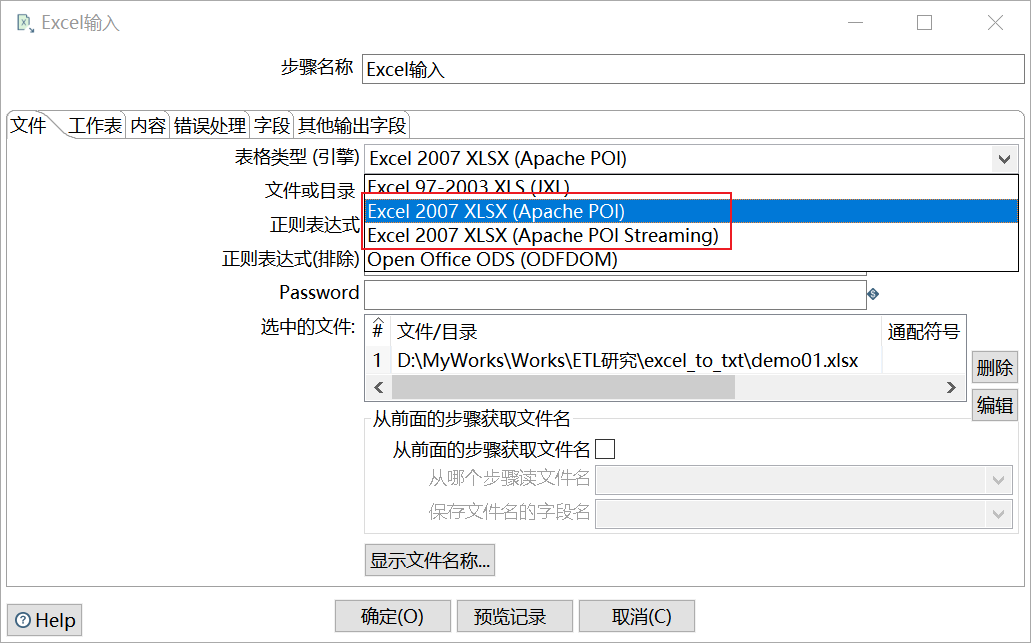 Excel输入
步骤名称 Excel输入
文件 工作表 内容 错误处理 字段 其他输出字段
表格类型 (引擎) Excel 2007 XLSX (Apache POI)
文件或目录 Excel 97-2003 XLS (JXL)
Excel 2007 XLSX (Apache POI)
正则表达式 Excel 2007 XLSX (Apache POI Streaming)
正则表达式(排除) Open Office ODS (ODFDOM)
Password
选中的文件: # 文件/目录 通配符号
1 D:\MyWorks\Works\ETL研究\excel_to_txt\demo01.xlsx
删除
编辑
从前面的步骤获取文件名
从前面的步骤获取文件名
从哪个步骤读文件名
保存文件名的字段名
显示文件名称...
Help 确定(O) 预览记录 取消(C)